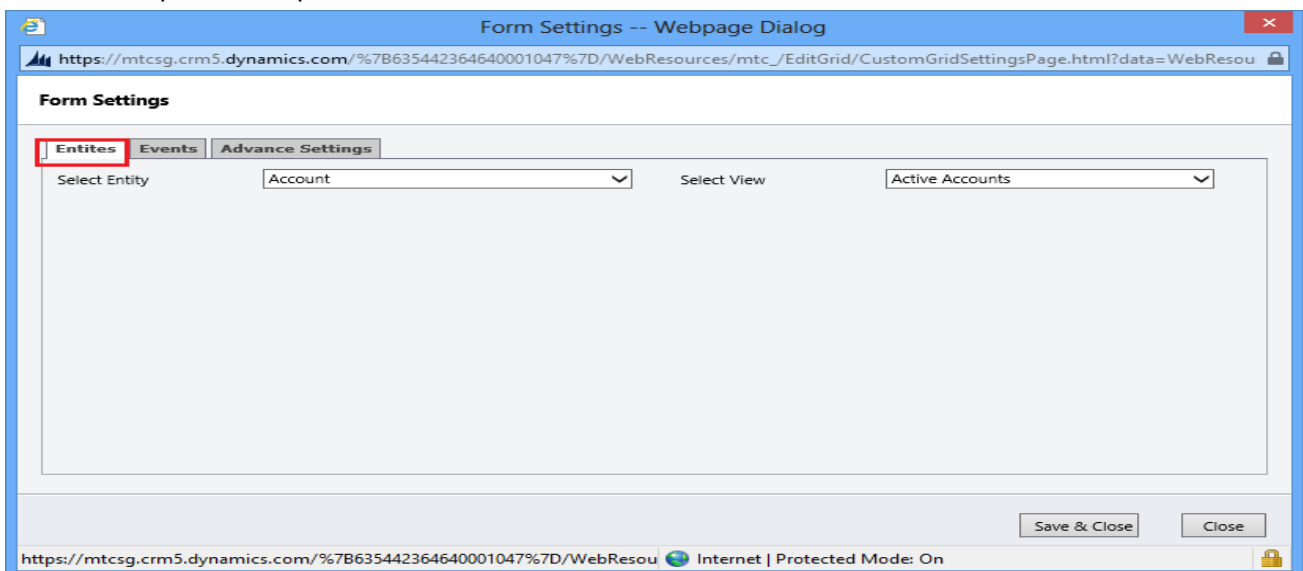 Form Settings -- Webpage Dialog
https://mtcsg.crm5.dynamics.com/%7B635442364640001047%7D/WebResources/mtc_/EditGrid/CustomGridSettingsPage.html?data=WebResou
Form Settings
Entites Events Advance Settings
Select Entity Account Select View Active Accounts
Save & Close Close
https://mtcsg.crm5.dynamics.com/%7B635442364640001047%7D/WebResou Internet | Protected Mode: On